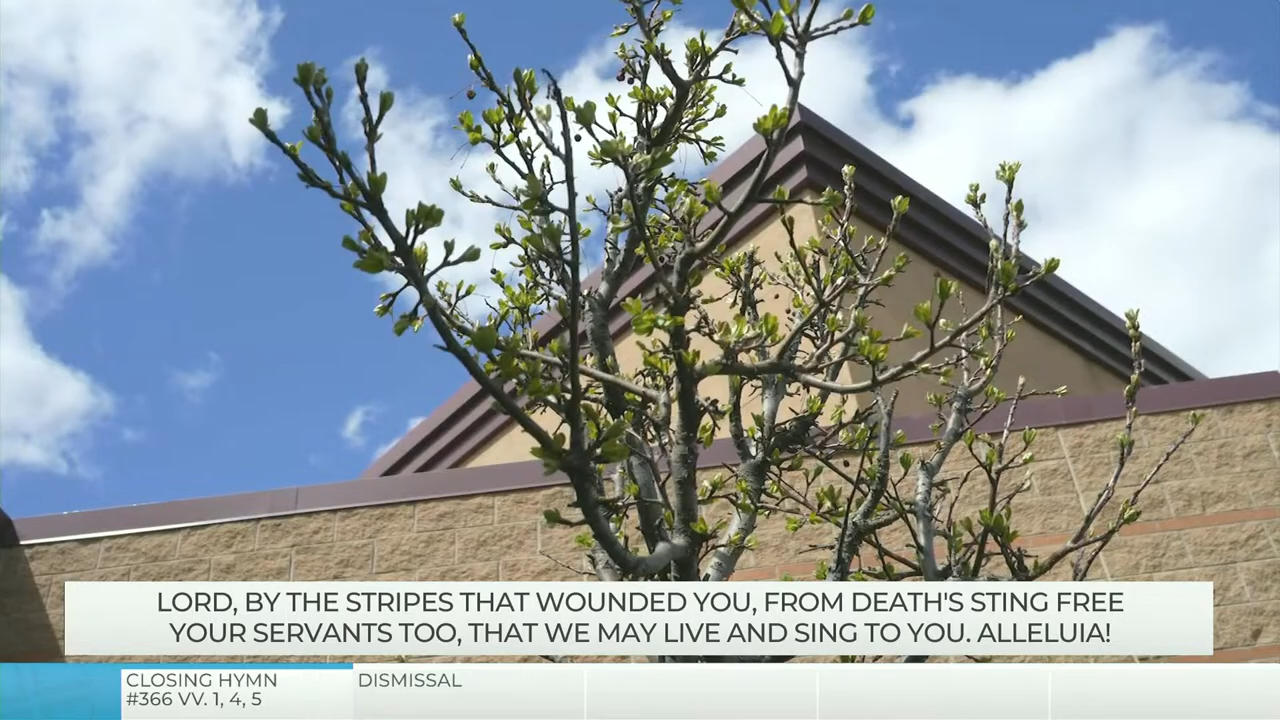 LORD, BY THE STRIPES THAT WOUNDED YOU, FROM DEATH'S STING FREE
YOUR SERVANTS TOO, THAT WE MAY LIVE AND SING TO YOU. ALLELUIA!
CLOSING HYMN
#366 VV. 1, 4, 5
DISMISSAL